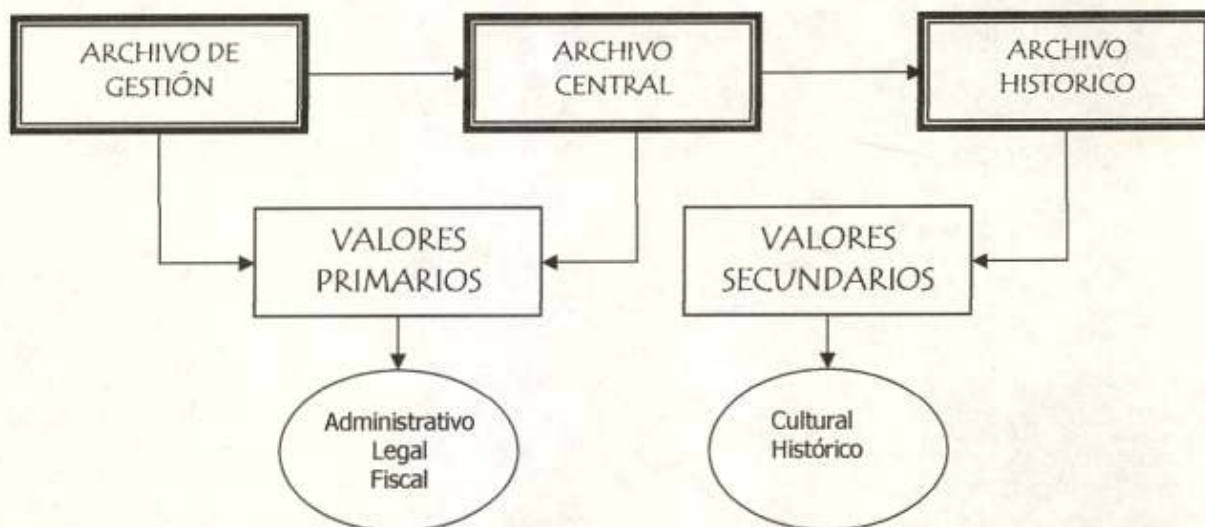 ARCHIVO DE
GESTIÓN
ARCHIVO
CENTRAL
ARCHIVO
HISTORICO
VALORES
PRIMARIOS
VALORES
SECUNDARIOS
Administrativo
Legal
Fiscal
Cultural
Histórico